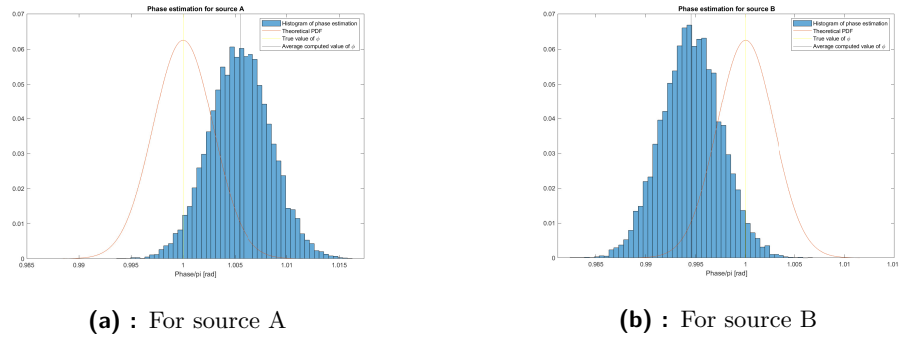 Phase estimation for source A
Histogram of phase estimation
Theoretical PDF
True value of ϕ
Average computed value of ϕ
0.07
0.06
0.05
0.04
0.03
0.02
0.01
0
0.985 0.99 0.995 1 1.005 1.01 1.015
Phase/pi [rad]
(a) : For source A
Phase estimation for source B
Histogram of phase estimation
Theoretical PDF
True value of ϕ
Average computed value of ϕ
0.07
0.06
0.05
0.04
0.03
0.02
0.01
0
0.985 0.99 0.995 1 1.005 1.01 1.01
Phase/pi [rad]
(b) : For source B